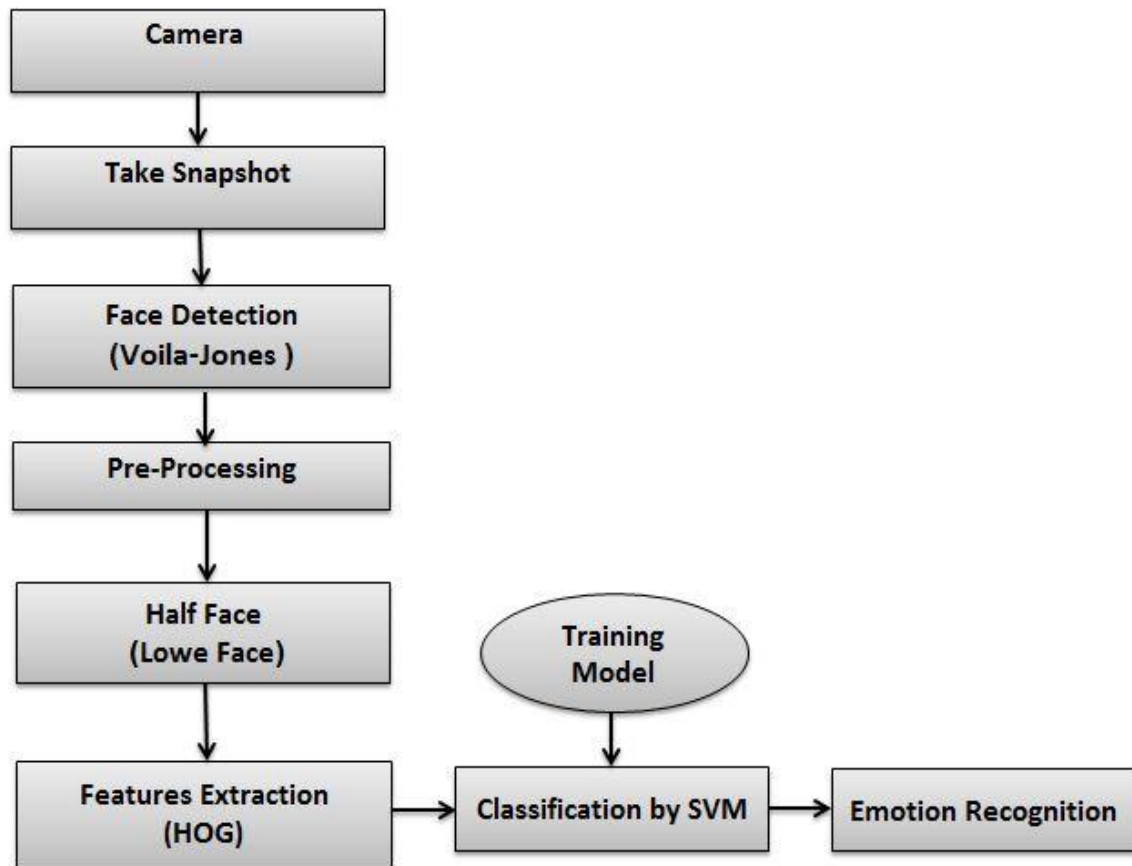 Camera
Take Snapshot
Face Detection
(Voila-Jones )
Pre-Processing
Half Face
(Lowe Face)
Training
Model
Features Extraction
(HOG)
Classification by SVM
Emotion Recognition